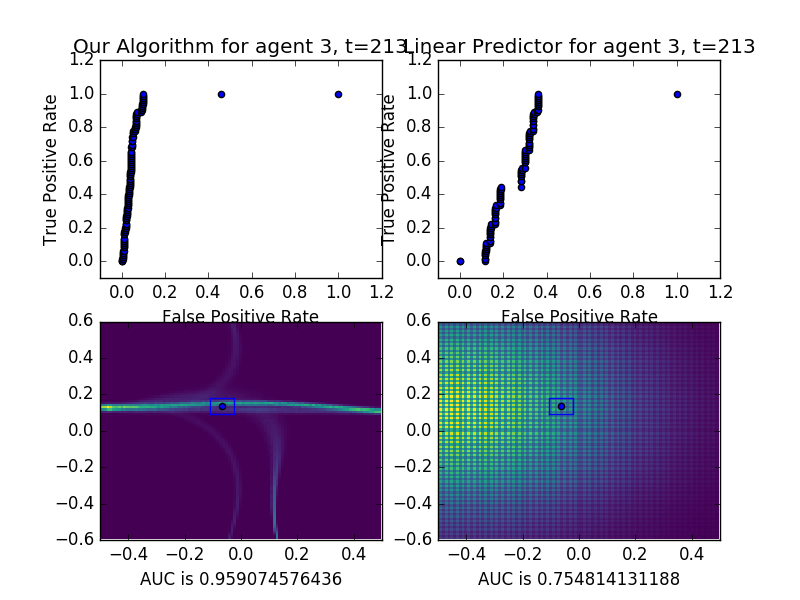 Our Algorithm for agent 3, t=213
Linear Predictor for agent 3, t=213
1.2
1.0
0.8
0.6
0.4
0.2
0.0
True Positive Rate
0.0 0.2 0.4 0.6 0.8 1.0 1.2
False Positive Rate
1.2
1.0
0.8
0.6
0.4
0.2
0.0
True Positive Rate
0.0 0.2 0.4 0.6 0.8 1.0 1.2
False Positive Rate
0.6
0.4
0.2
0.0
−0.2
−0.4
−0.6
−0.4 −0.2 0.0 0.2 0.4
AUC is 0.959074576436
0.6
0.4
0.2
0.0
−0.2
−0.4
−0.6
−0.4 −0.2 0.0 0.2 0.4
AUC is 0.754814131188